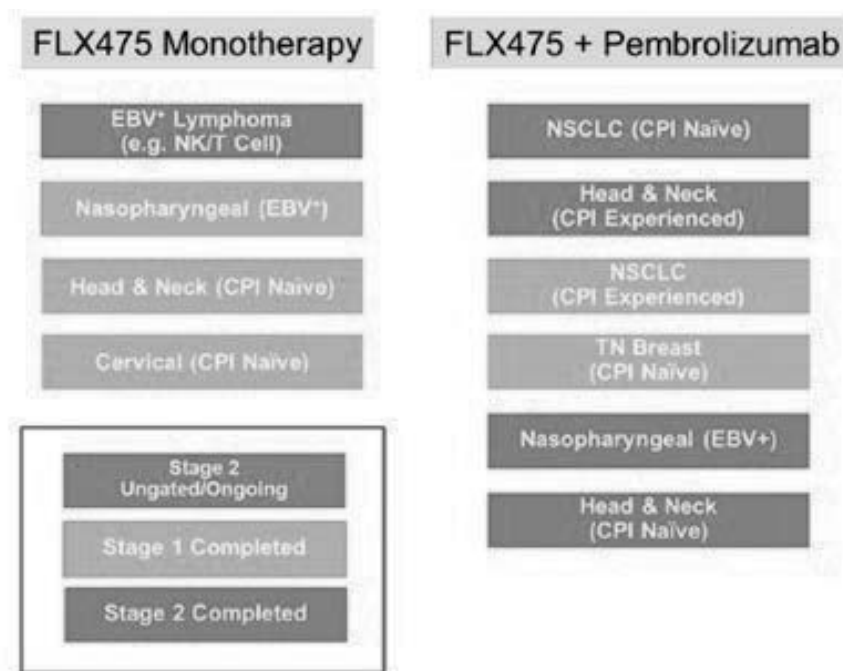 FLX475 Monotherapy
EBV⁺ Lymphoma
(e.g. NK/T Cell)
Nasopharyngeal (EBV⁺)
Head & Neck (CPI Naïve)
Cervical (CPI Naïve)
Stage 2
Ungated/Ongoing
Stage 1 Completed
Stage 2 Completed
FLX475 + Pembrolizumab
NSCLC (CPI Naïve)
Head & Neck
(CPI Experienced)
NSCLC
(CPI Experienced)
TN Breast
(CPI Naïve)
Nasopharyngeal (EBV+)
Head & Neck
(CPI Naïve)